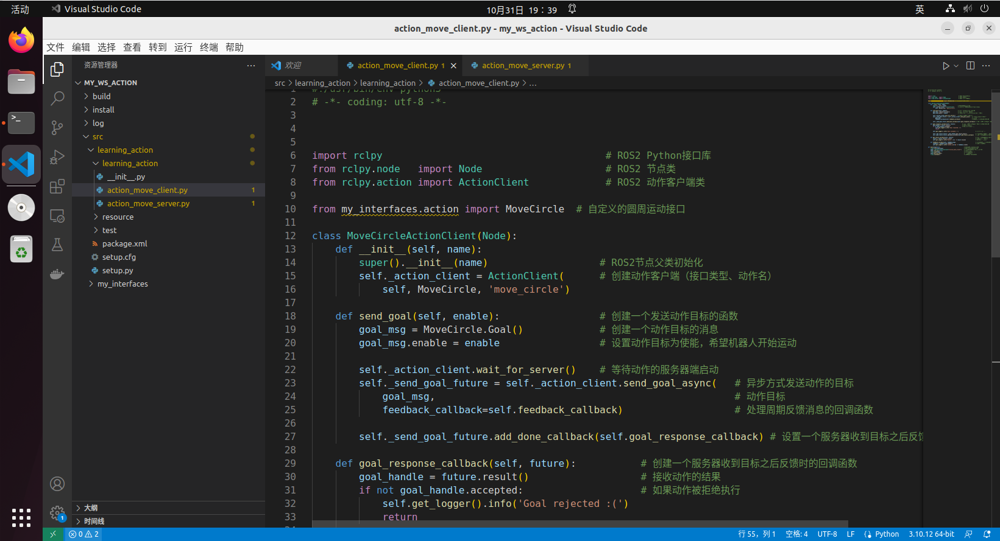 活动 Visual Studio Code 10月31日 19：39 英
action_move_client.py - my_ws_action - Visual Studio Code
文件 编辑 选择 查看 转到 运行 终端 帮助
资源管理器 ···
MY_WS_ACTION
build
install
log
src
learning_action
learning_action
__init__.py
action_move_client.py 1
action_move_server.py 1
resource
test
package.xml
setup.cfg
setup.py
my_interfaces
大纲
时间线
欢迎 action_move_client.py 1 action_move_server.py 1
src > learning_action > learning_action > action_move_client.py > ...
1 #!/usr/bin/env python3
2 # -*- coding: utf-8 -*-
3
4
5
6 import rclpy # ROS2 Python接口库
7 from rclpy.node import Node # ROS2 节点类
8 from rclpy.action import ActionClient # ROS2 动作客户端类
9
10 from my_interfaces.action import MoveCircle # 自定义的圆周运动接口
11
12 class MoveCircleActionClient(Node):
13 def __init__(self, name):
14 super().__init__(name) # ROS2节点父类初始化
15 self._action_client = ActionClient( # 创建动作客户端（接口类型、动作名）
16 self, MoveCircle, 'move_circle')
17
18 def send_goal(self, enable): # 创建一个发送动作目标的函数
19 goal_msg = MoveCircle.Goal() # 创建一个动作目标的消息
20 goal_msg.enable = enable # 设置动作目标为使能，希望机器人开始运动
21
22 self._action_client.wait_for_server() # 等待动作的服务器端启动
23 self._send_goal_future = self._action_client.send_goal_async( # 异步方式发送动作的目标
24 goal_msg, # 动作目标
25 feedback_callback=self.feedback_callback) # 处理周期反馈消息的回调函数
26
27 self._send_goal_future.add_done_callback(self.goal_response_callback) # 设置一个服务器收到目标之后反馈
28
29 def goal_response_callback(self, future): # 创建一个服务器收到目标之后反馈时的回调函数
30 goal_handle = future.result() # 接收动作的结果
31 if not goal_handle.accepted: # 如果动作被拒绝执行
32 self.get_logger().info('Goal rejected :(')
33 return
1
0 2 行 55，列 1 空格: 4 UTF-8 LF Python 3.10.12 64-bit